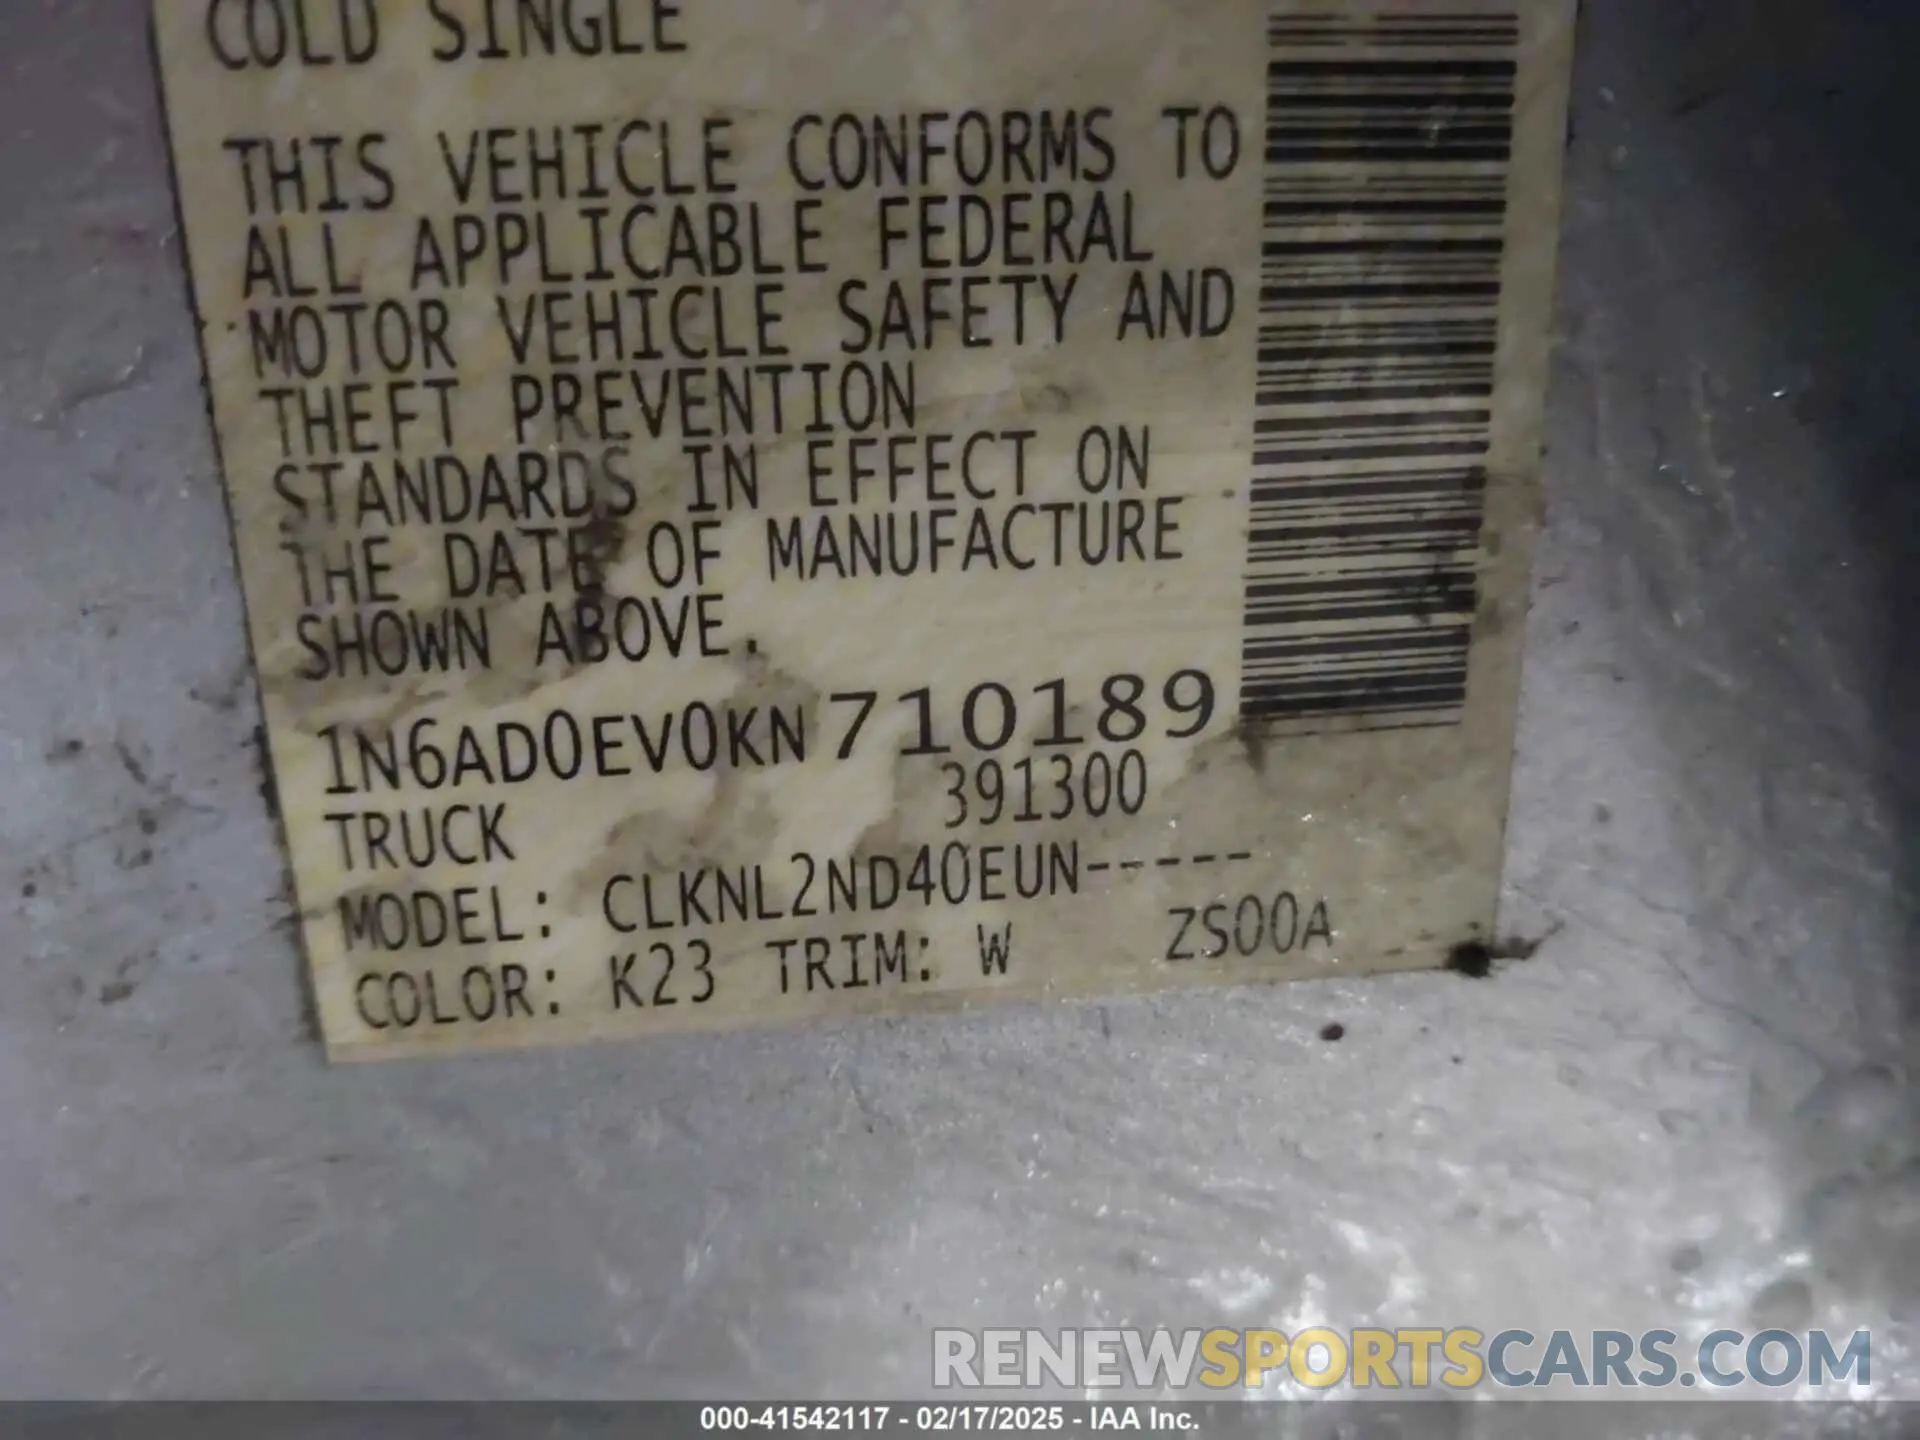 COLD SINGLE
THIS VEHICLE CONFORMS TO
ALL APPLICABLE FEDERAL
MOTOR VEHICLE SAFETY AND
THEFT PREVENTION
STANDARDS IN EFFECT ON
THE DATE OF MANUFACTURE
SHOWN ABOVE.
1N6AD0EV0KN710189
TRUCK 391300
MODEL: CLKNL2ND40EUN-----
COLOR: K23 TRIM: W ZS00A
RENEWSPORTSCARS.COM
000-41542117 - 02/17/2025 - IAA Inc.